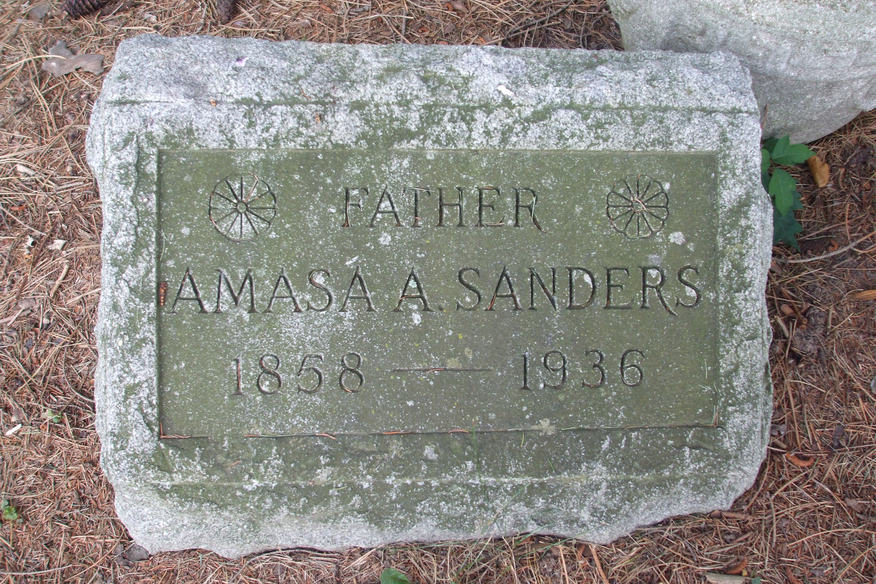 FATHER
AMASA A. SANDERS
1858 — 1936